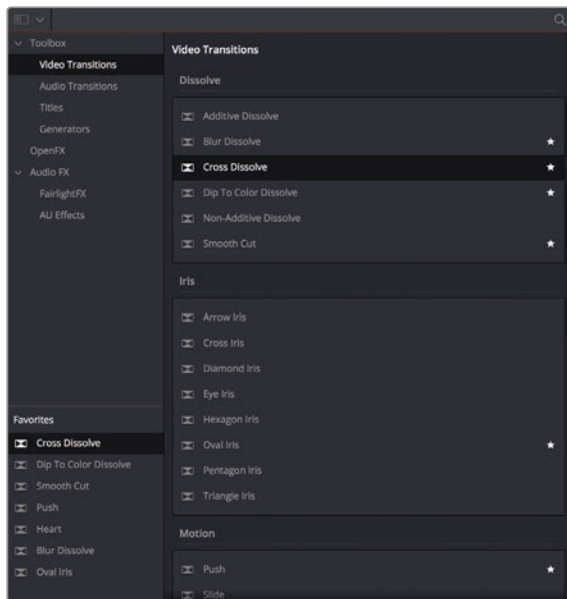 Toolbox
Video Transitions
Audio Transitions
Titles
Generators
OpenFX
Audio FX
FairlightFX
AU Effects
Favorites
Cross Dissolve
Dip To Color Dissolve
Smooth Cut
Push
Heart
Blur Dissolve
Oval Iris
Video Transitions
Dissolve
Additive Dissolve
Blur Dissolve
Cross Dissolve
Dip To Color Dissolve
Non-Additive Dissolve
Smooth Cut
Iris
Arrow Iris
Cross Iris
Diamond Iris
Eye Iris
Hexagon Iris
Oval Iris
Pentagon Iris
Triangle Iris
Motion
Push
Slide